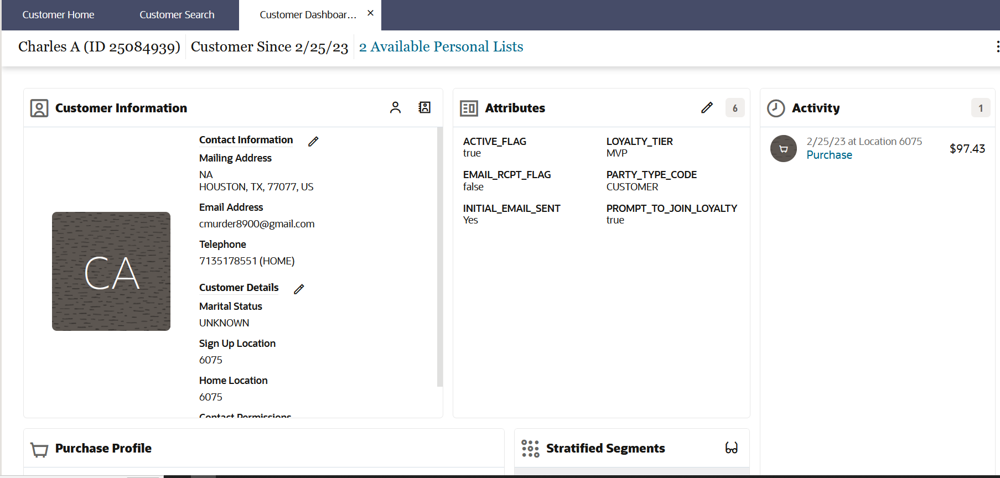 Customer Home
Customer Search
Customer Dashboar...
Charles A (ID 25084939)
Customer Since 2/25/23
2 Available Personal Lists
Customer Information
Contact Information
Mailing Address
NA
HOUSTON, TX, 77077, US
Email Address
cmurder8900@gmail.com
Telephone
7135178551 (HOME)
CA
Customer Details
Marital Status
UNKNOWN
Sign Up Location
6075
Home Location
6075
Contact Permissions
Attributes
6
ACTIVE_FLAG
true
LOYALTY_TIER
MVP
EMAIL_RCPT_FLAG
false
PARTY_TYPE_CODE
CUSTOMER
INITIAL_EMAIL_SENT
Yes
PROMPT_TO_JOIN_LOYALTY
true
Activity
1
2/25/23 at Location 6075
Purchase
$97.43
Purchase Profile
Stratified Segments